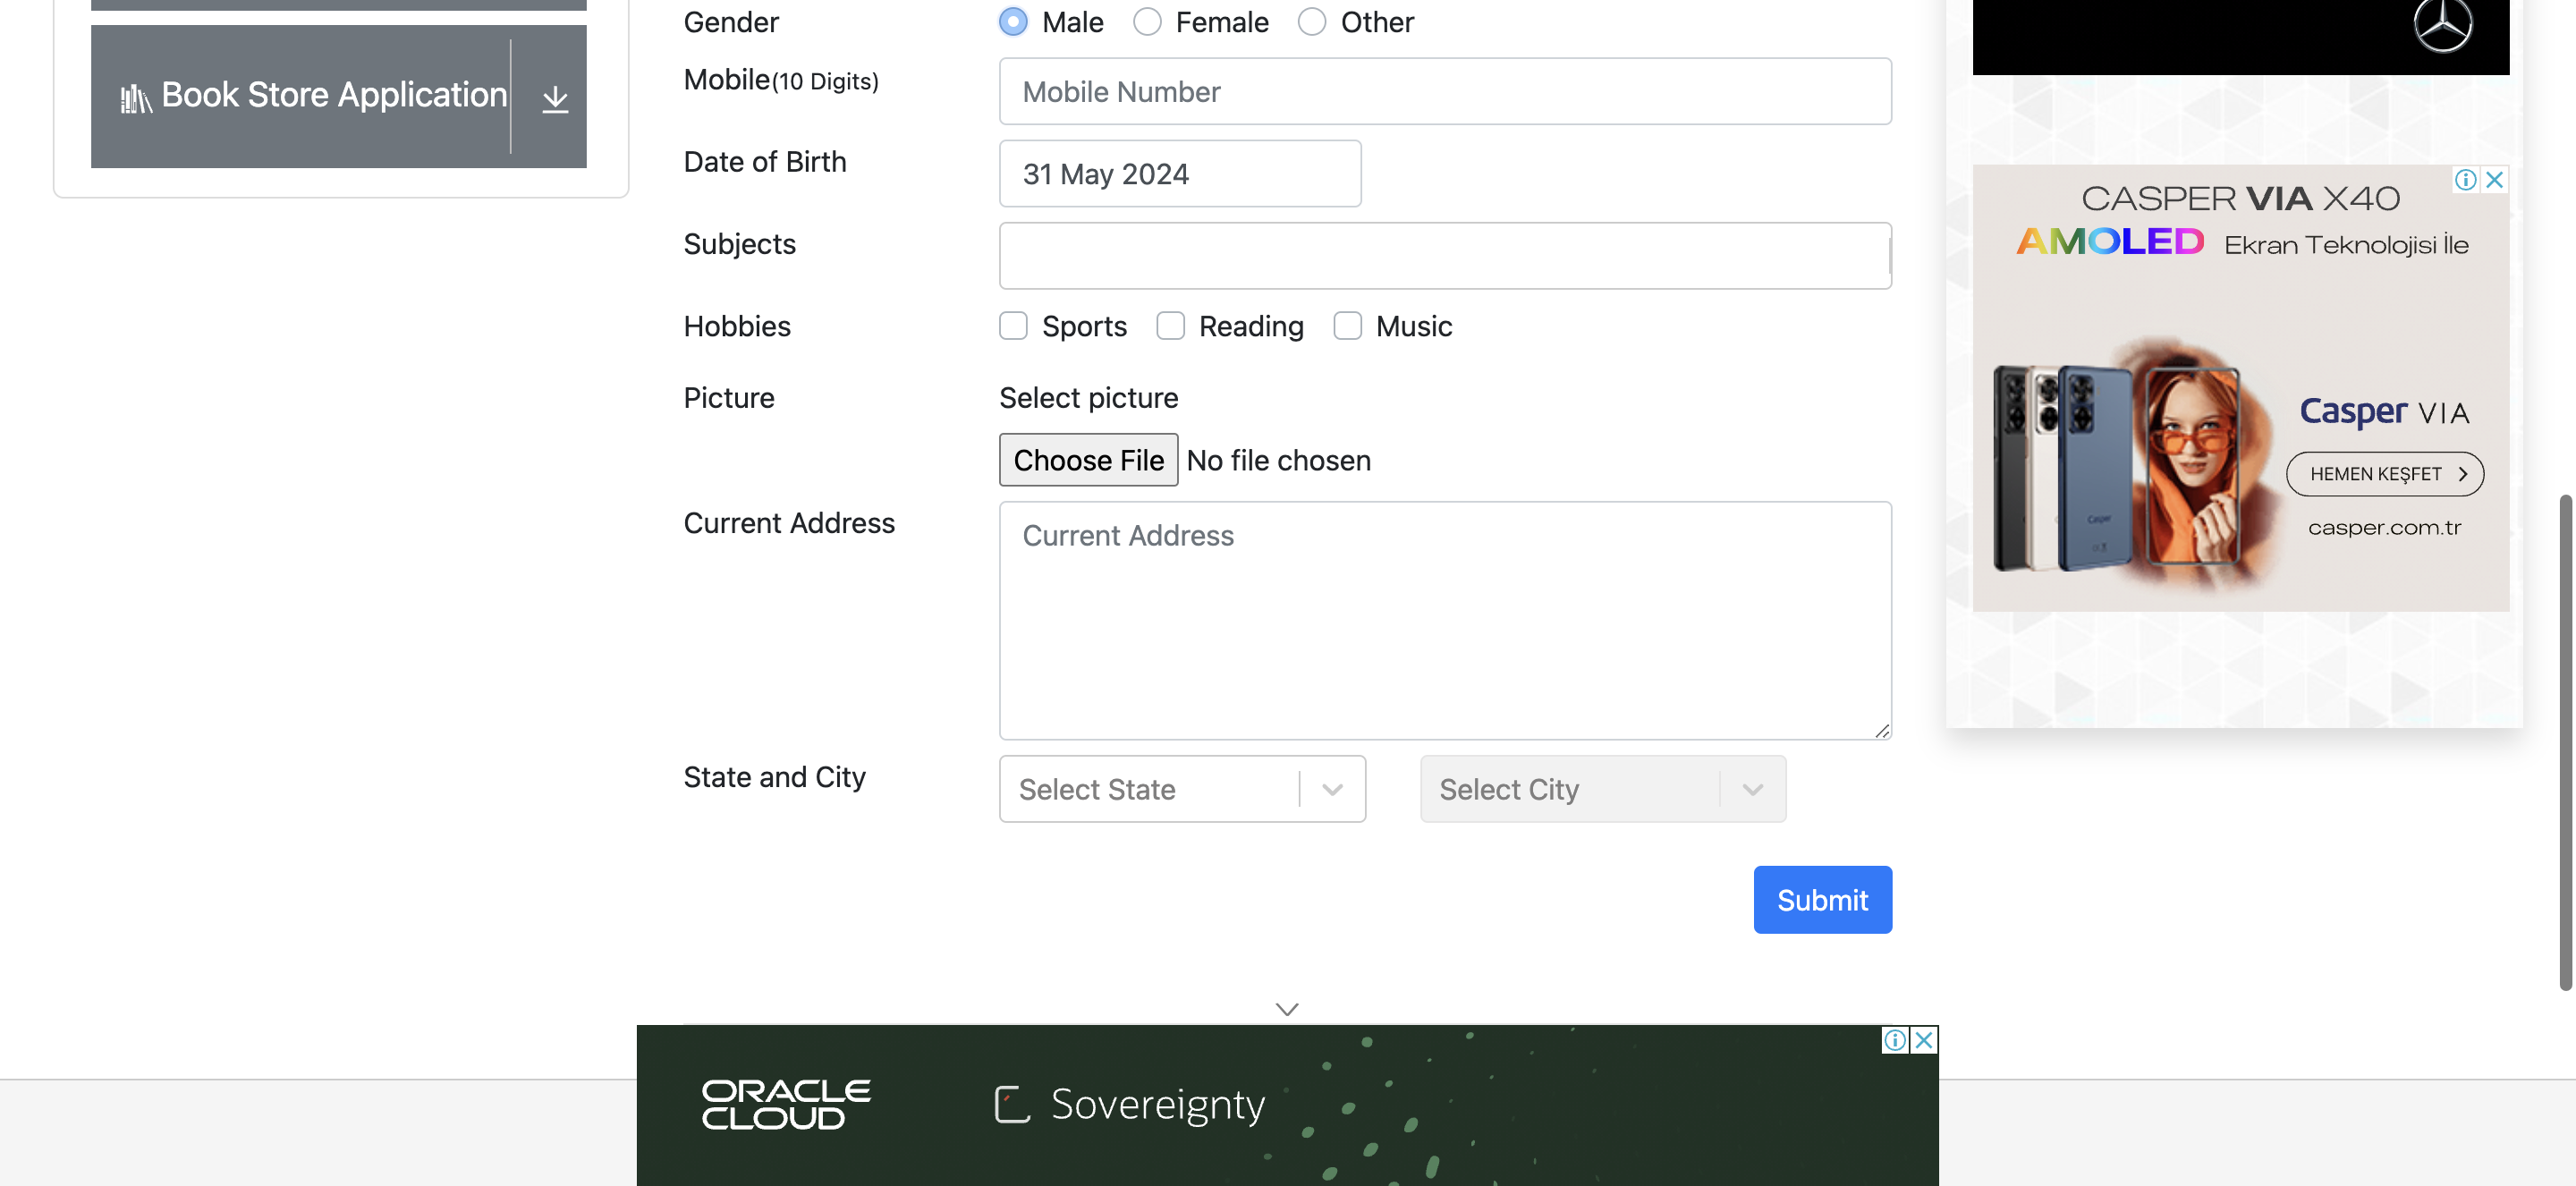 Book Store Application
Gender
Male
Female
Other
Mobile(10 Digits)
Mobile Number
Date of Birth
31 May 2024
Subjects
Hobbies
Sports
Reading
Music
Picture
Select picture
Choose File No file chosen
Current Address
Current Address
State and City
Select State
Select City
Submit
CASPER VIA X40
AMOLED Ekran Teknolojisi İle
Casper VIA
HEMEN KEŞFET
casper.com.tr
Casper
ORACLE
CLOUD
Sovereignty